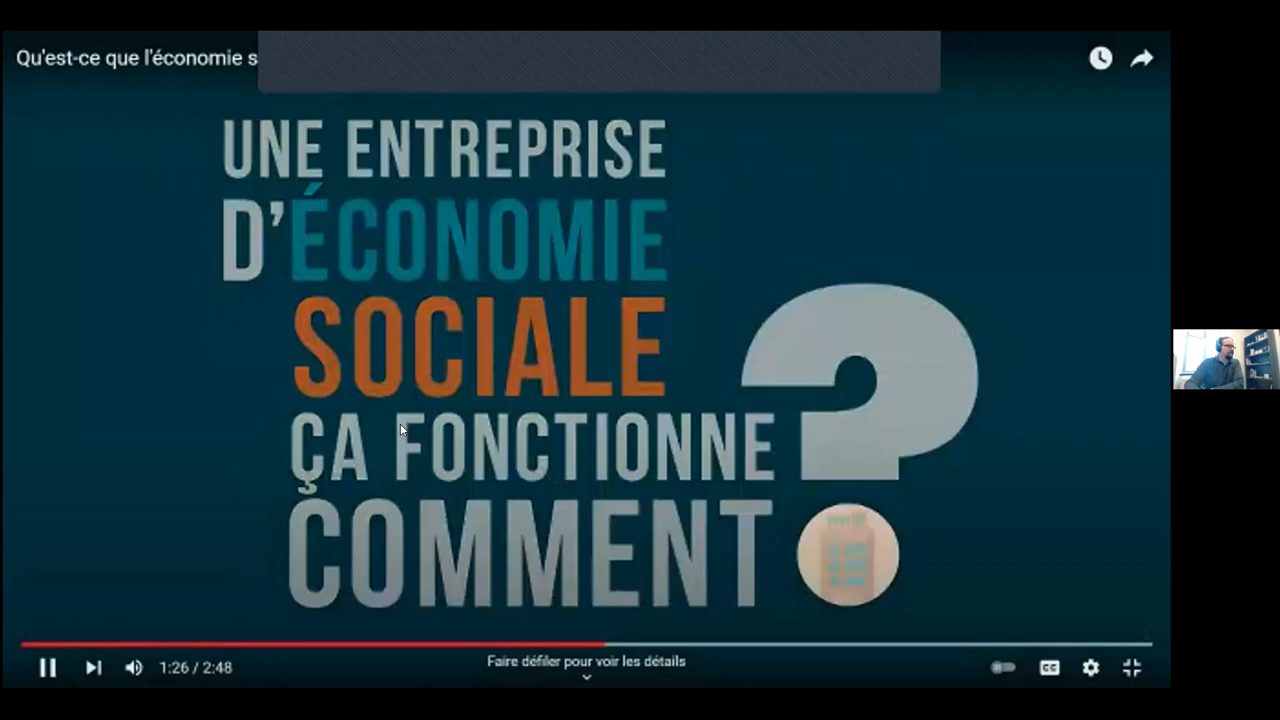 Qu'est-ce que l'économie s
UNE ENTREPRISE
D'ÉCONOMIE
SOCIALE
ÇA FONCTIONNE
COMMENT ?
Faire défiler pour voir les détails
1:26 / 2:48
CC